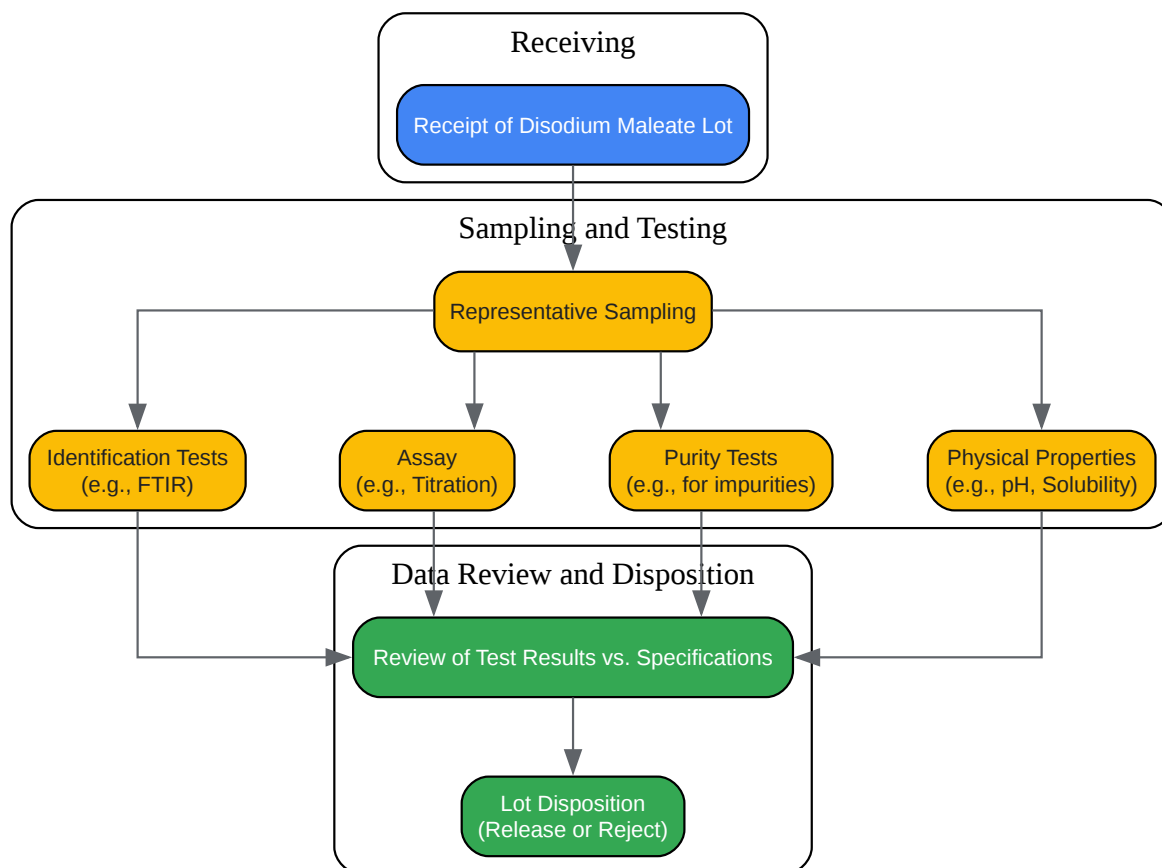 Receiving
Receipt of Disodium Maleate Lot
Sampling and Testing
Representative Sampling
Identification Tests
(e.g., FTIR)
Assay
(e.g., Titration)
Purity Tests
(e.g., for impurities)
Physical Properties
(e.g., pH, Solubility)
Data Review and Disposition
Review of Test Results vs. Specifications
Lot Disposition
(Release or Reject)